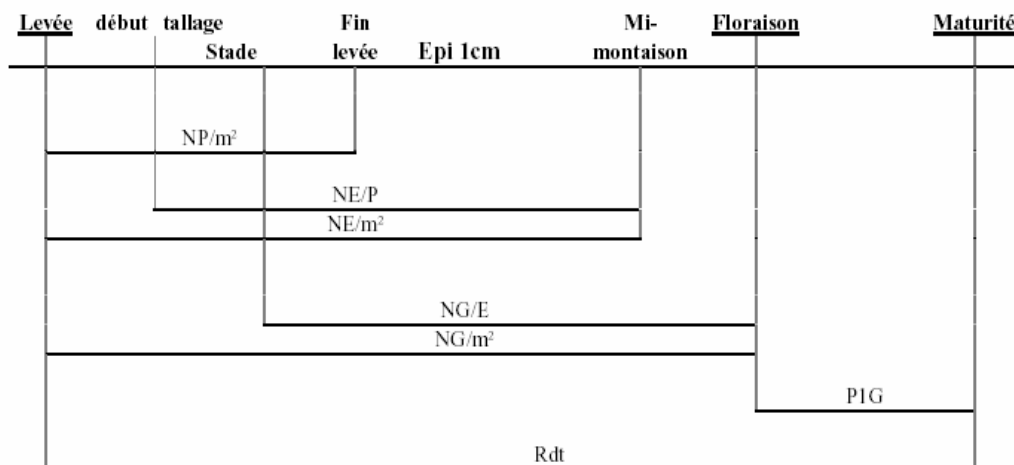 Levée début tallage Fin Mi- Floraison Maturité
Stade levée Epi 1cm montaison
NP/m²
NE/P
NE/m²
NG/E
NG/m²
P1G
Rdt